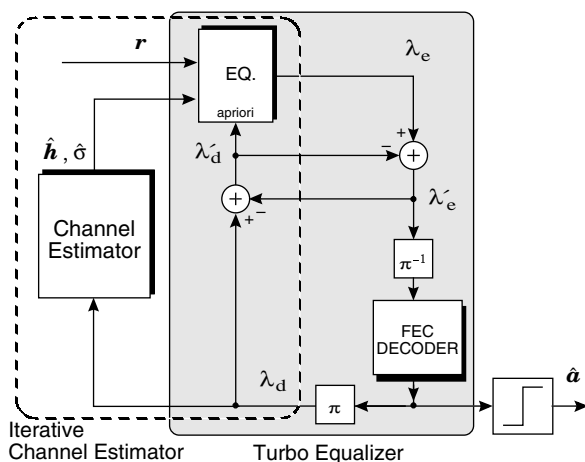 r
EQ.
apriori
λe
ĥ , σ̂
λ´d
+
−
+
Channel
Estimator
+
+ −
λ´e
π−1
FEC
DECODER
λd
π
â
Iterative
Channel Estimator
Turbo Equalizer